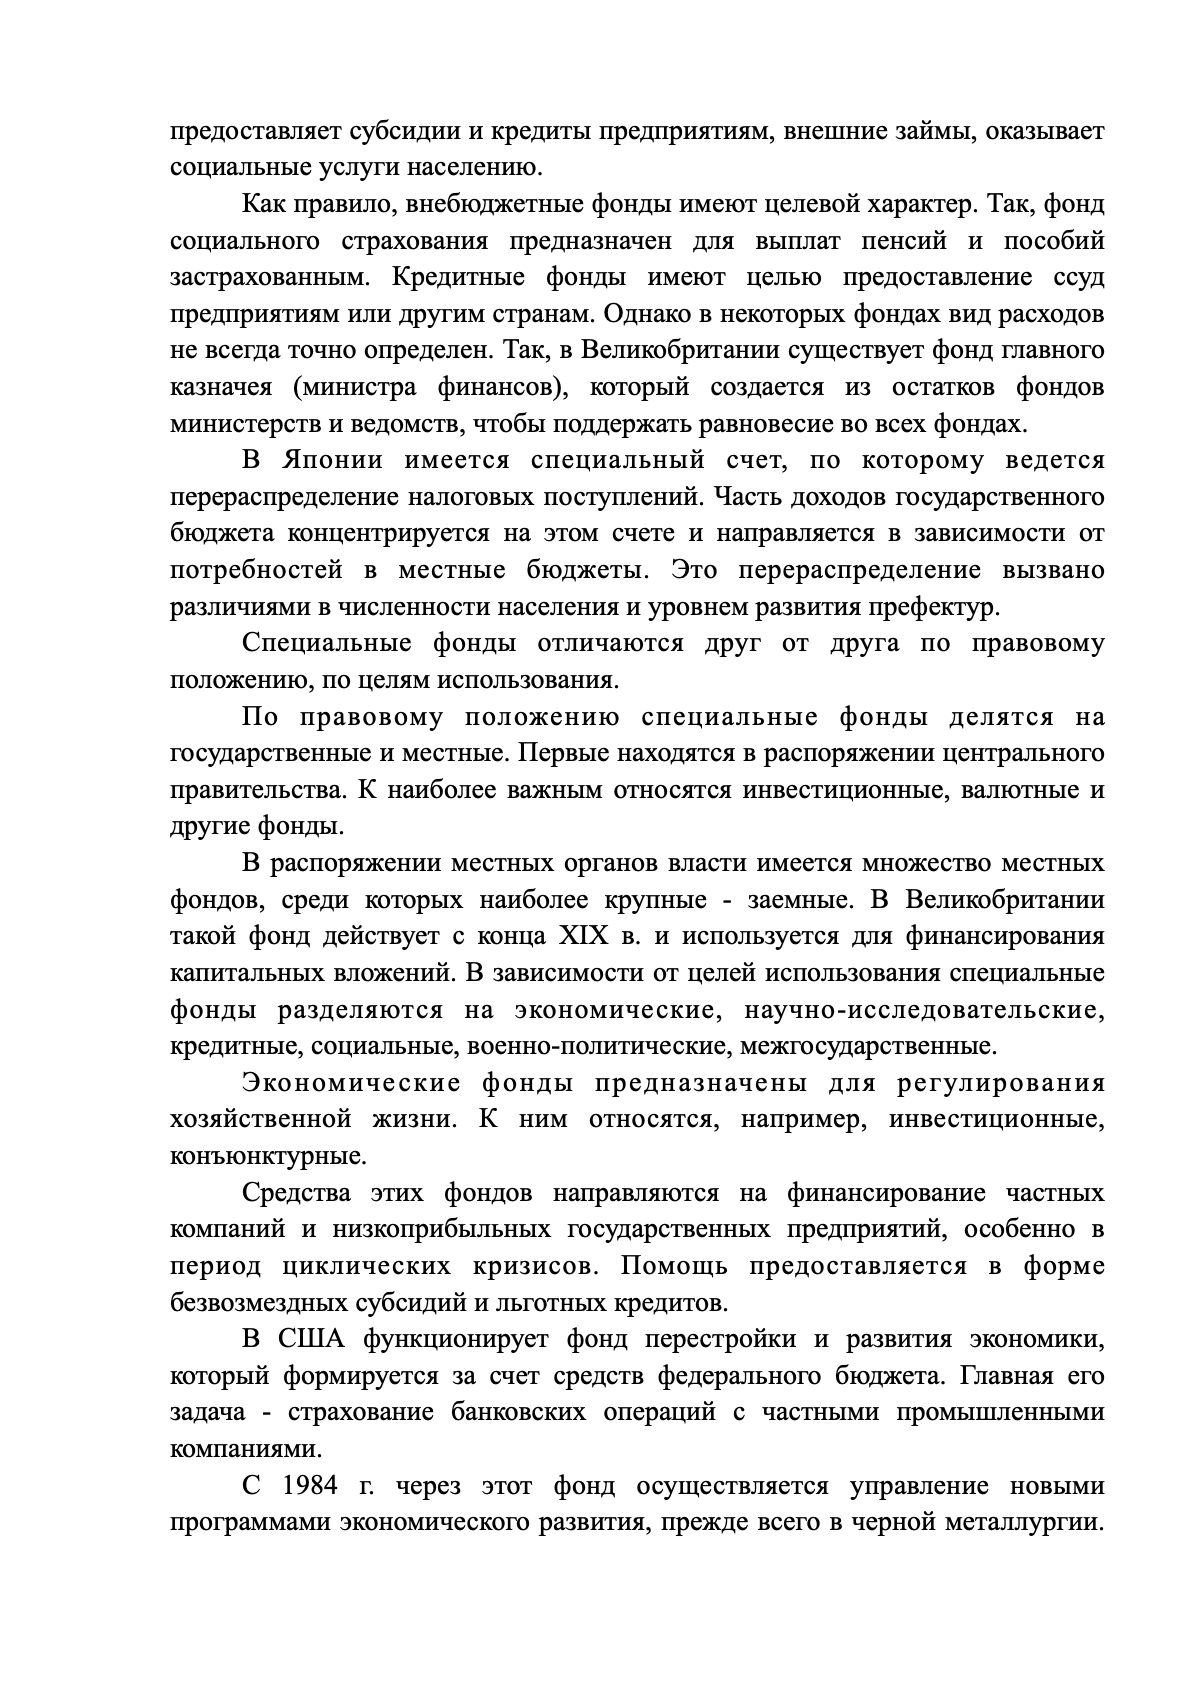 предоставляет субсидии и кредиты предприятиям, внешние займы, оказывает
социальные услуги населению.
Как правило, внебюджетные фонды имеют целевой характер. Так, фонд
социального страхования предназначен для выплат пенсий и пособий
застрахованным. Кредитные фонды имеют целью предоставление ссуд
предприятиям или другим странам. Однако в некоторых фондах вид расходов
не всегда точно определен. Так, в Великобритании существует фонд главного
казначея (министра финансов), который создается из остатков фондов
министерств и ведомств, чтобы поддержать равновесие во всех фондах.
В Японии имеется специальный счет, по которому ведется
перераспределение налоговых поступлений. Часть доходов государственного
бюджета концентрируется на этом счете и направляется в зависимости от
потребностей в местные бюджеты. Это перераспределение вызвано
различиями в численности населения и уровнем развития префектур.
Специальные фонды отличаются друг от друга по правовому
положению, по целям использования.
По правовому положению специальные фонды делятся на
государственные и местные. Первые находятся в распоряжении центрального
правительства. К наиболее важным относятся инвестиционные, валютные и
другие фонды.
В распоряжении местных органов власти имеется множество местных
фондов, среди которых наиболее крупные - заемные. В Великобритании
такой фонд действует с конца XIX в. и используется для финансирования
капитальных вложений. В зависимости от целей использования специальные
фонды разделяются на экономические, научно-исследовательские,
кредитные, социальные, военно-политические, межгосударственные.
Экономические фонды предназначены для регулирования
хозяйственной жизни. К ним относятся, например, инвестиционные,
конъюнктурные.
Средства этих фондов направляются на финансирование частных
компаний и низкоприбыльных государственных предприятий, особенно в
период циклических кризисов. Помощь предоставляется в форме
безвозмездных субсидий и льготных кредитов.
В США функционирует фонд перестройки и развития экономики,
который формируется за счет средств федерального бюджета. Главная его
задача - страхование банковских операций с частными промышленными
компаниями.
С 1984 г. через этот фонд осуществляется управление новыми
программами экономического развития, прежде всего в черной металлургии.